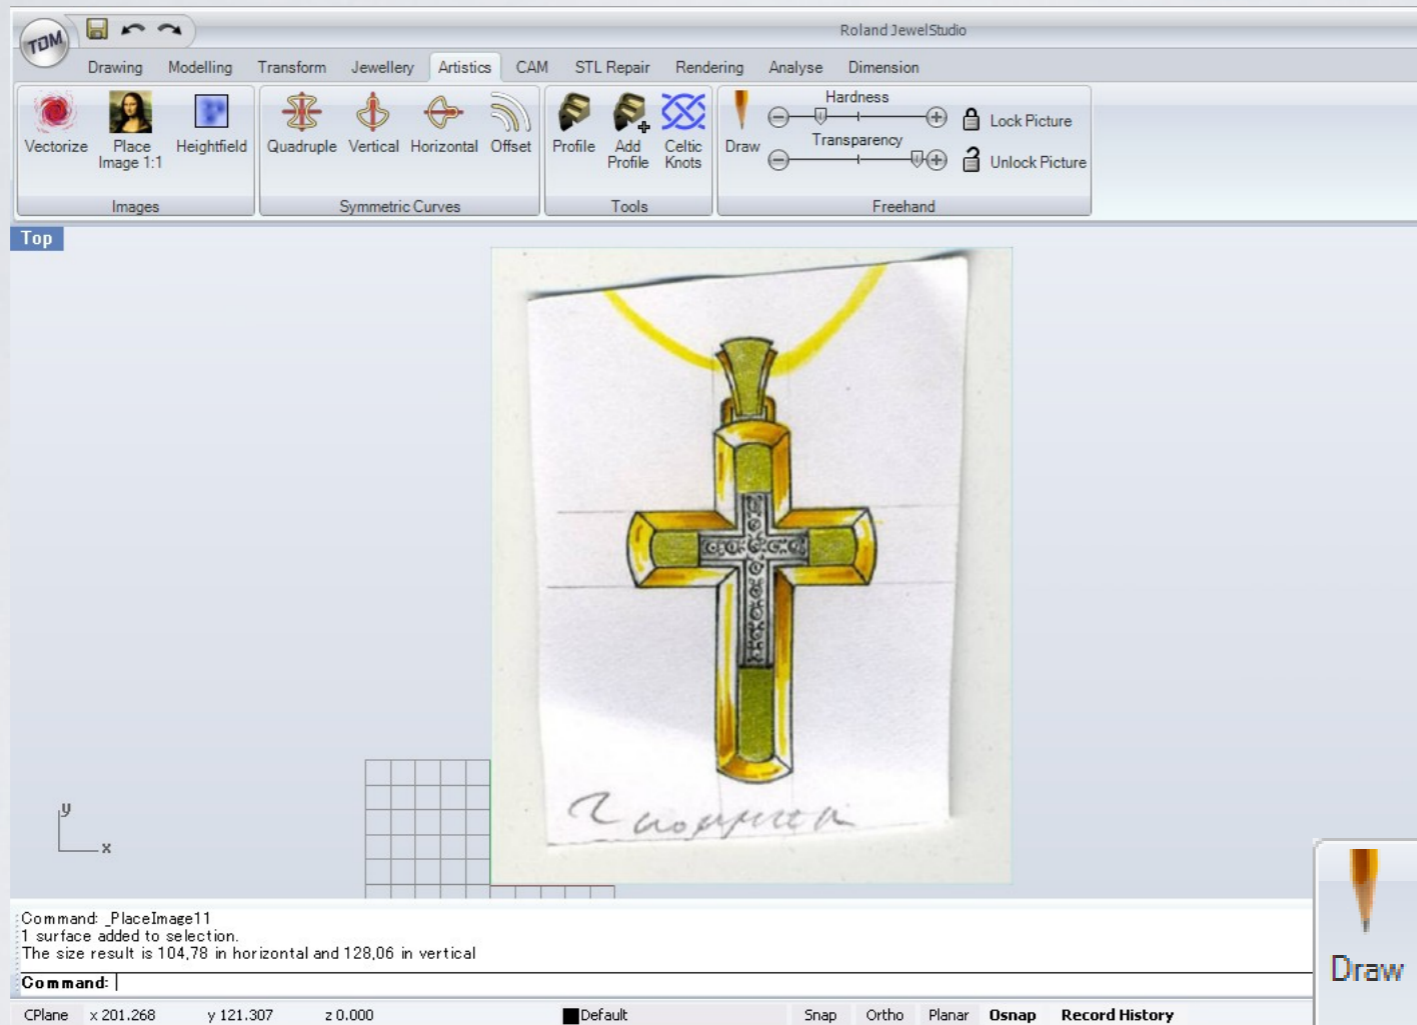 TDM
Roland JewelStudio
Drawing Modelling Transform Jewellery Artistics CAM STL Repair Rendering Analyse Dimension
Vectorize
Place
Image 1:1
Heightfield
Images
Quadruple Vertical Horizontal Offset
Symmetric Curves
Profile
Add
Profile
Celtic
Knots
Tools
Draw
Hardness
Transparency
Lock Picture
Unlock Picture
Freehand
Top
y
x
Command: _PlaceImage11
1 surface added to selection.
The size result is 104,78 in horizontal and 128,06 in vertical
Command:
Draw
CPlane x 201.268 y 121.307 z 0.000 Default Snap Ortho Planar Osnap Record History